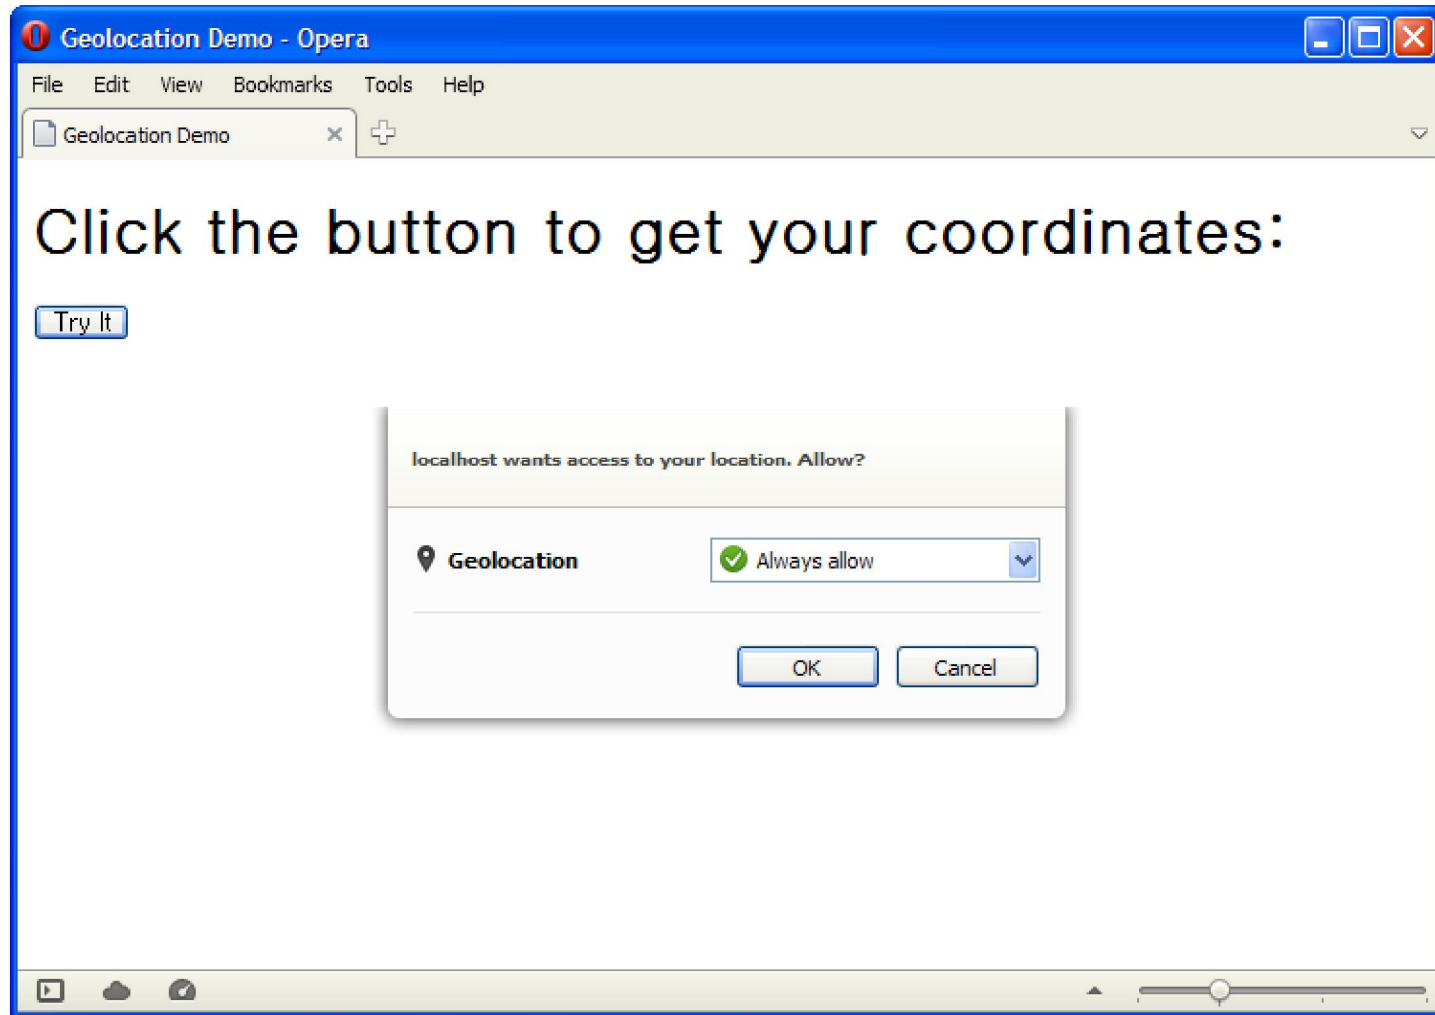 Geolocation Demo - Opera
File Edit View Bookmarks Tools Help
Geolocation Demo
Click the button to get your coordinates:
Try It
localhost wants access to your location. Allow?
Geolocation Always allow
OK Cancel